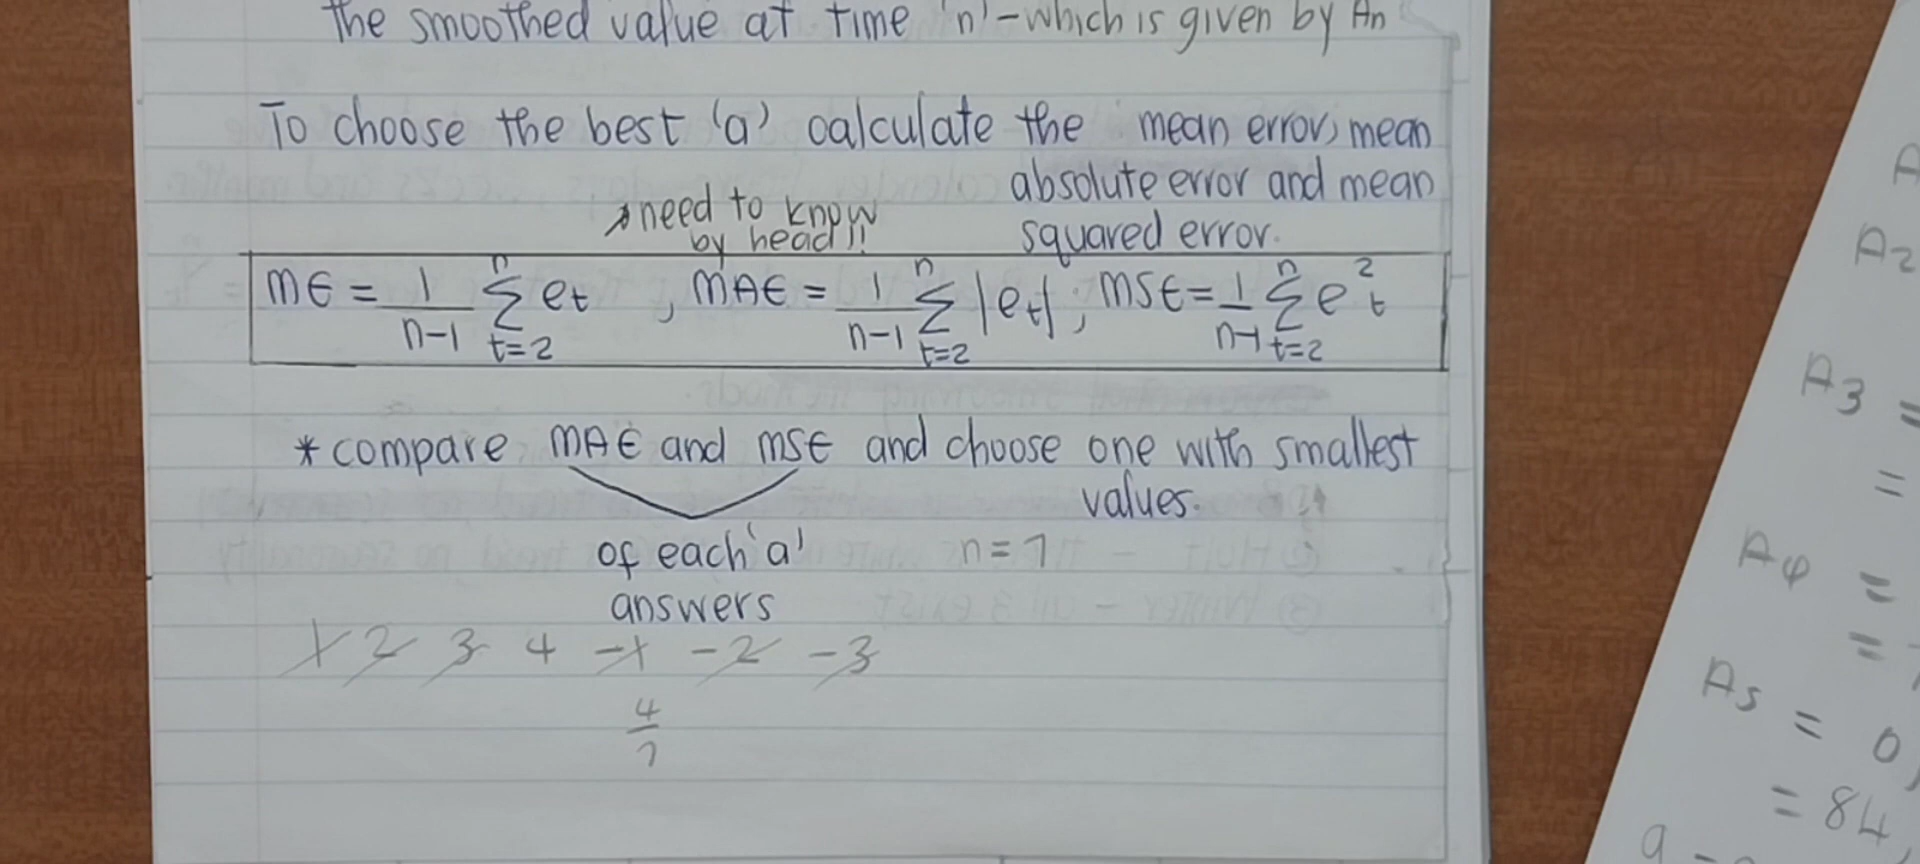 the smoothed value at time 'n' - which is given by An
To choose the best 'a' calculate the mean error, mean
absolute error and mean
squared error.
need to know
by head!!
ME = 1/(n-1) n∑t=2 et , MAE = 1/(n-1) n∑t=2 |et| ; MSE = 1/(n-1) n∑t=2 e²t
* compare MAE and MSE and choose one with smallest
values.
of each 'a'
answers
n = 7
1 2 3 4 -1 -2 -3
4/7
A2
A3 =
=
A4 =
=
A5 = 0,
= 84,